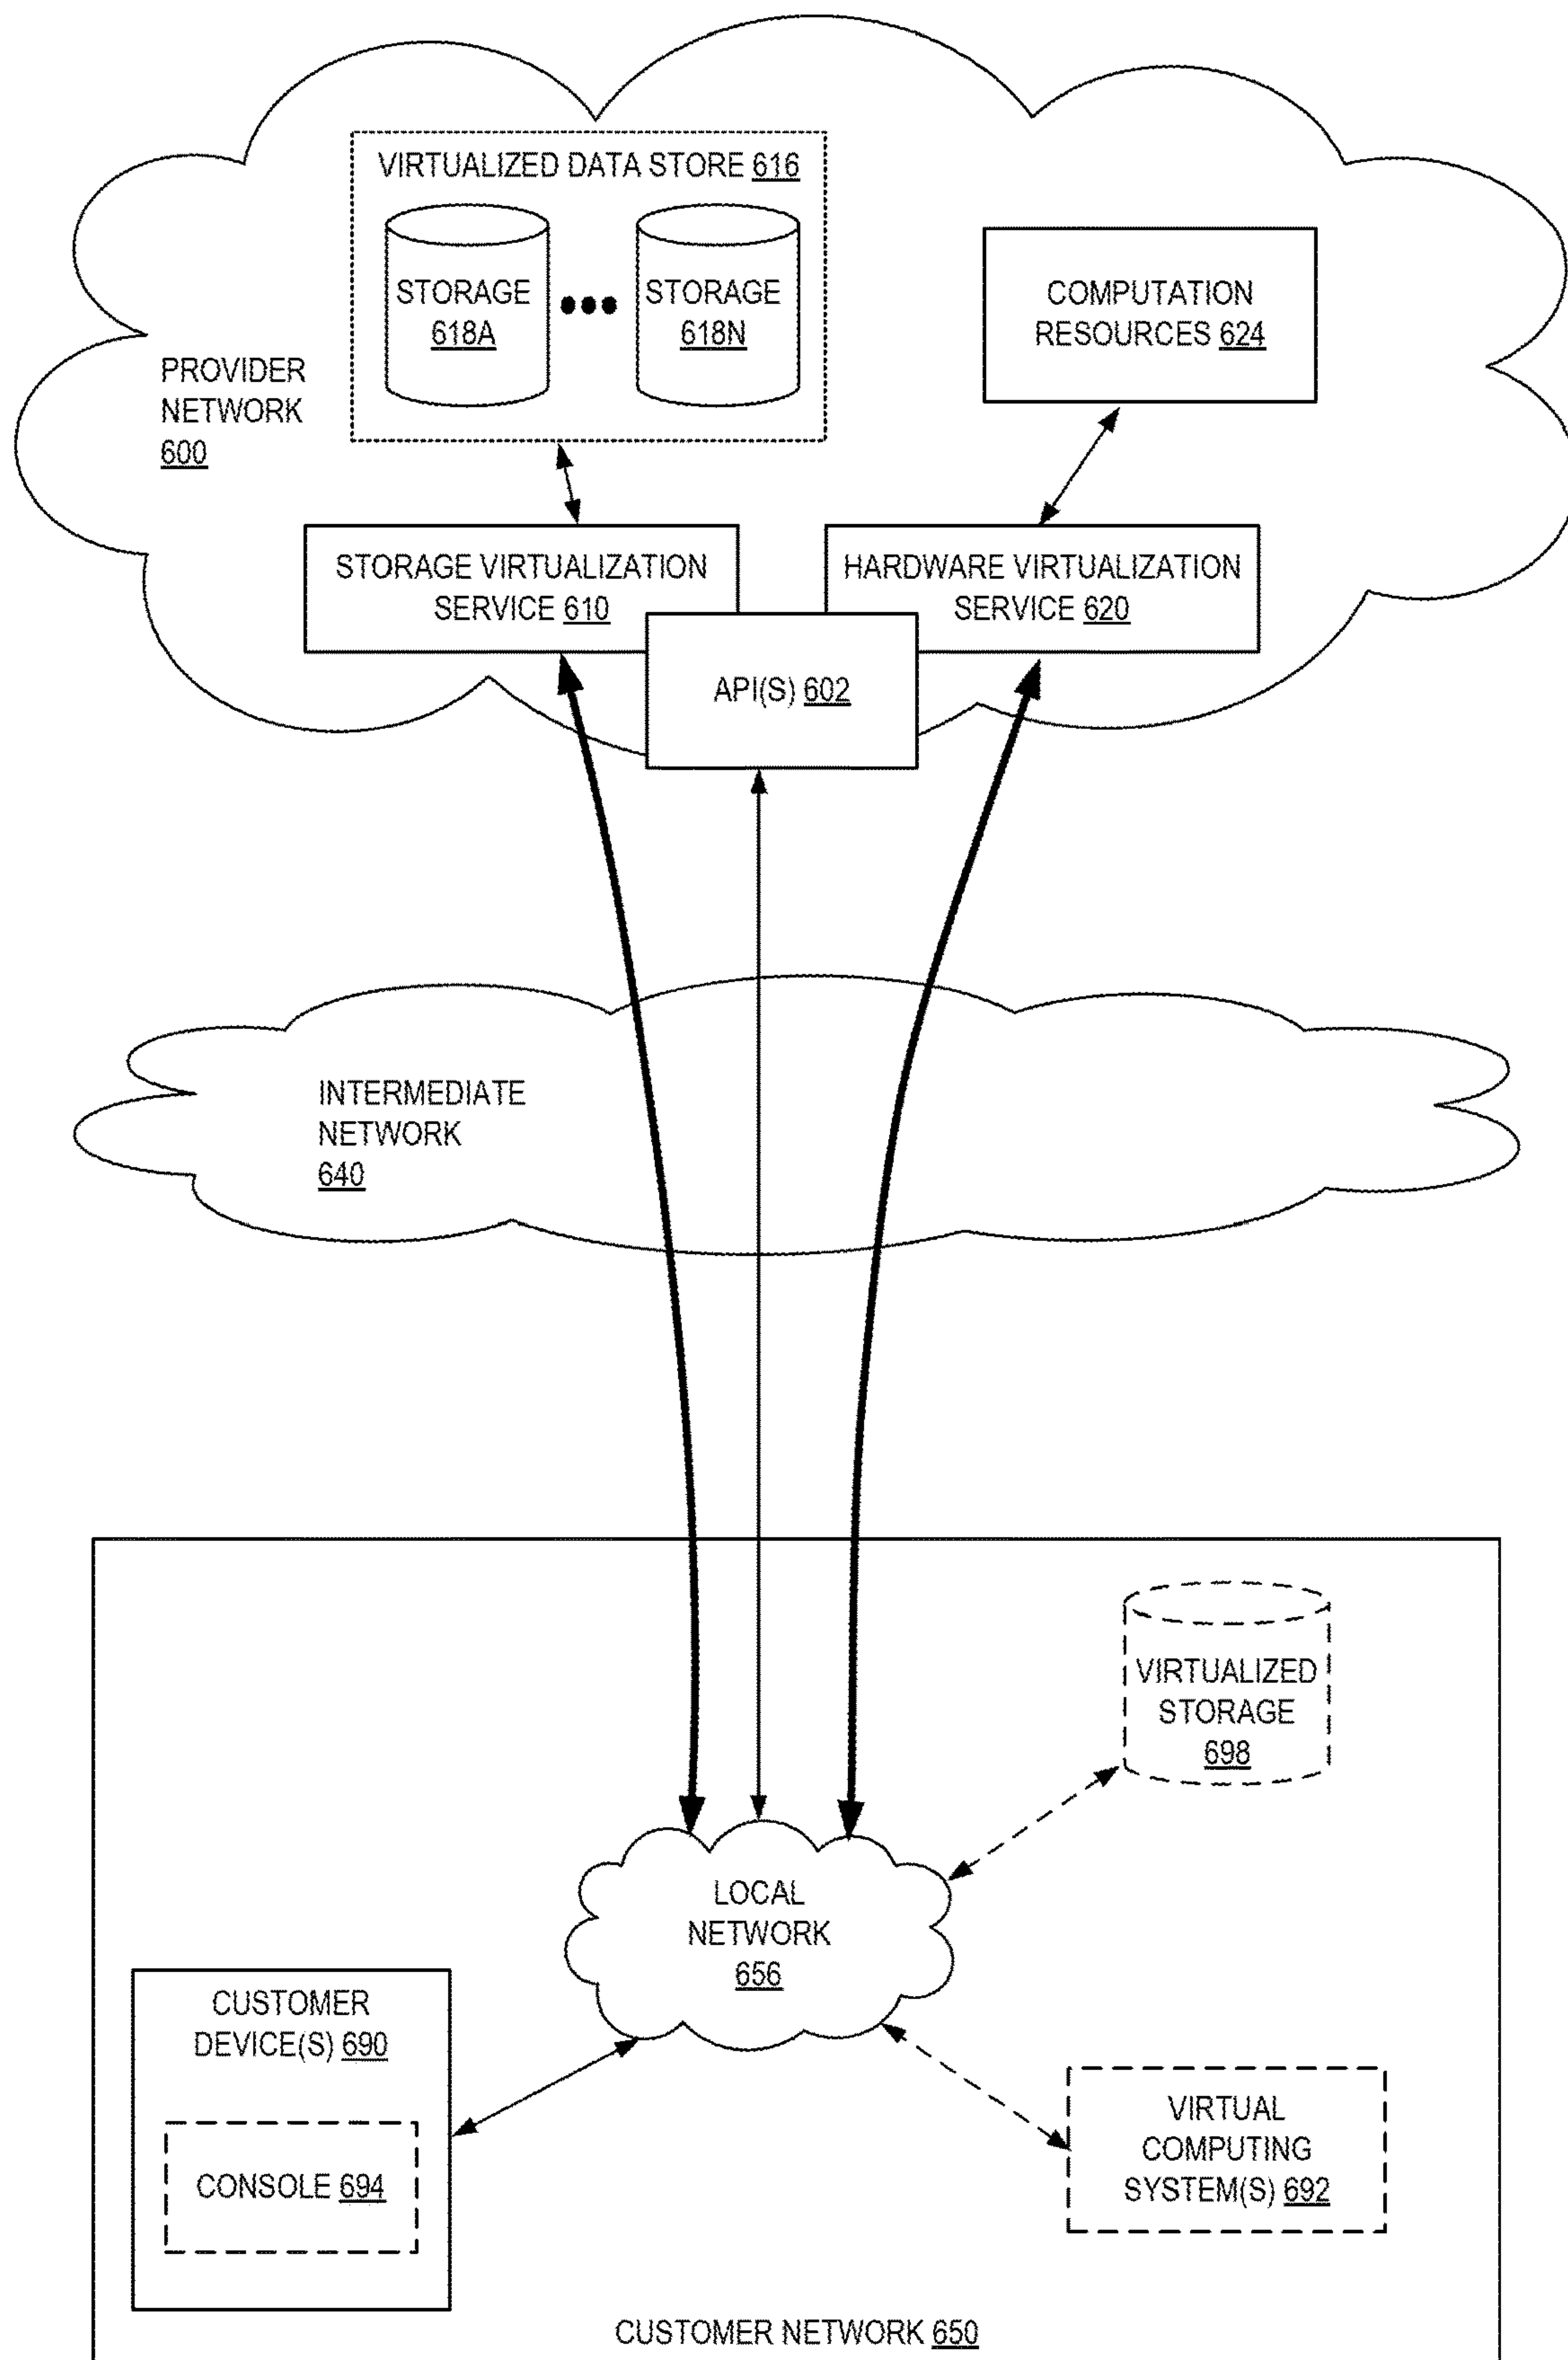 VIRTUALIZED DATA STORE 616
STORAGE
618A
STORAGE
618N
COMPUTATION
RESOURCES 624
PROVIDER
NETWORK
600
STORAGE VIRTUALIZATION
SERVICE 610
HARDWARE VIRTUALIZATION
SERVICE 620
API(S) 602
INTERMEDIATE
NETWORK
640
VIRTUALIZED
STORAGE
698
LOCAL
NETWORK
656
CUSTOMER
DEVICE(S) 690
CONSOLE 694
VIRTUAL
COMPUTING
SYSTEM(S) 692
CUSTOMER NETWORK 650